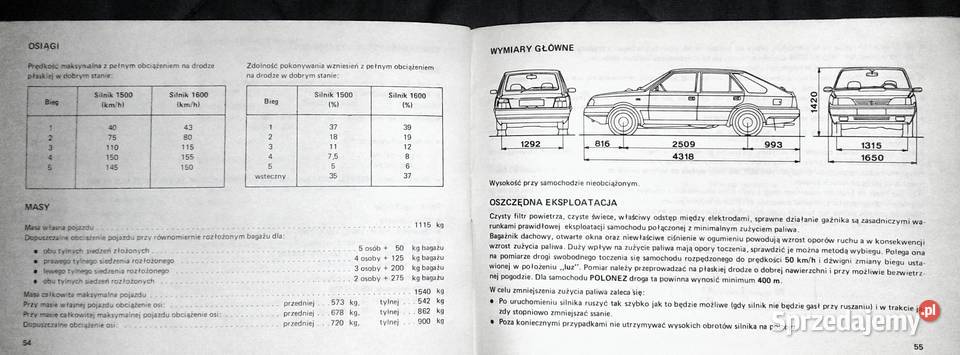 OSIĄGI
Prędkość maksymalna z pełnym obciążeniem na drodze
płaskiej w dobrym stanie:
Bieg Silnik 1500 (km/h) Silnik 1600 (km/h)
1 40 43
2 75 80
3 110 115
4 150 155
5 145 150
Zdolność pokonywania wzniesień z pełnym obciążeniem
na drodze w dobrym stanie:
Bieg Silnik 1500 (%) Silnik 1600 (%)
1 37 39
2 18 19
3 11 12
4 7,5 8
5 5 6
wsteczny 35 37
MASY
Masa własna pojazdu 1115 kg
Dopuszczalne obciążenie pojazdu przy równomiernie rozłożonym bagażu dla:
• obu tylnych siedzeń złożonych 5 osób + 50 kg bagażu
• prawego tylnego siedzenia rozłożonego 4 osoby + 125 kg bagażu
• lewego tylnego siedzenia rozłożonego 3 osoby + 200 kg bagażu
• obu tylnych siedzeń rozłożonych 2 osoby + 275 kg bagażu
Masa całkowita maksymalna pojazdu 1540 kg
Przy masie własnej pojazdu obciążenie osi: przedniej . . 573 kg, tylnej . . 542 kg
Przy masie całkowitej maksymalnej pojazdu obciążenie osi: przedniej . . 678 kg, tylnej . . 862 kg
Dopuszczalne obciążenie osi: przedniej . . 720 kg, tylnej . . 900 kg
54
WYMIARY GŁÓWNE
1292
816 2509 993
4318
1420
1315
1650
Wysokość przy samochodzie nieobciążonym.
OSZCZĘDNA EKSPLOATACJA
Czysty filtr powietrza, czyste świece, właściwy odstęp między elektrodami, sprawne działanie gaźnika są zasadniczymi wa-
runkami prawidłowej eksploatacji samochodu połączonej z minimalnym zużyciem paliwa.
Bagażnik dachowy, otwarte okna oraz niewłaściwe ciśnienie w ogumieniu powodują wzrost oporów ruchu a w konsekwencji
wzrost zużycia paliwa. Duży wpływ na zużycie paliwa mają opory toczenia, sprawdzić je można metodą wybiegu. Polega ona
na pomiarze drogi swobodnego toczenia się samochodu rozpędzonego do prędkości 50 km/h i dźwigni zmiany biegu usta-
wionej w położeniu „luz". Pomiar należy przeprowadzać na płaskiej drodze o dobrej nawierzchni i przy możliwie bezwietrz-
nej pogodzie. Dla samochodu POLONEZ droga ta powinna wynosić minimum 400 m.
W celu zmniejszenia zużycia paliwa zaleca się:
• Po uruchomieniu silnika ruszyć tak szybko jak to będzie możliwe (gdy silnik nie będzie gasł przy ruszaniu) i w trakcie
zdy stopniowo zmniejszać ssanie.
• Poza koniecznymi przypadkami nie utrzymywać wysokich obrotów silnika na
55
Sprzedajemy.pl